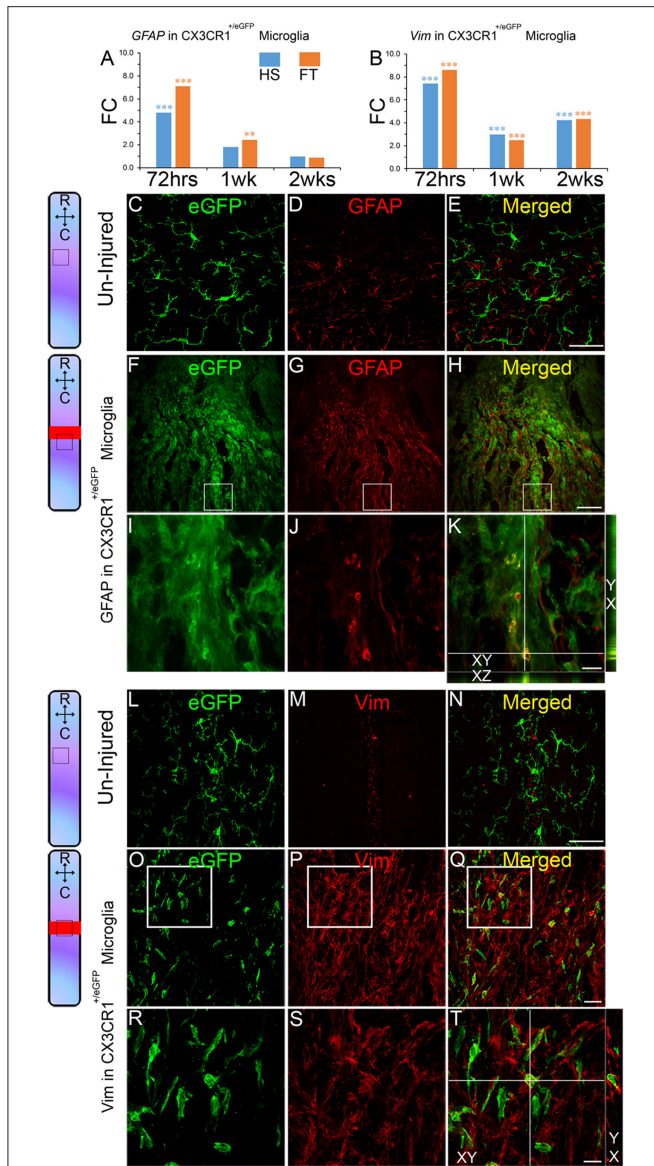 GFAP in CX3CR1+/eGFP Microglia
Vim in CX3CR1+/eGFP Microglia
A
B
10.0
8.0
6.0
4.0
2.0
0.0
FC
***
***
**
HS
FT
72hrs 1wk 2wks
10.0
8.0
6.0
4.0
2.0
0.0
FC
***
***
***
***
***
***
72hrs 1wk 2wks
R
C
Un-Injured
C eGFP
D GFAP
E Merged
R
C
GFAP in CX3CR1+/eGFP Microglia
F eGFP
G GFAP
H Merged
I
J
K
XY
XZ
Y
X
R
C
Un-Injured
L eGFP
M Vim
N Merged
R
C
Vim in CX3CR1+/eGFP Microglia
O eGFP
P Vim
Q Merged
R
S
T
XY
Y
X